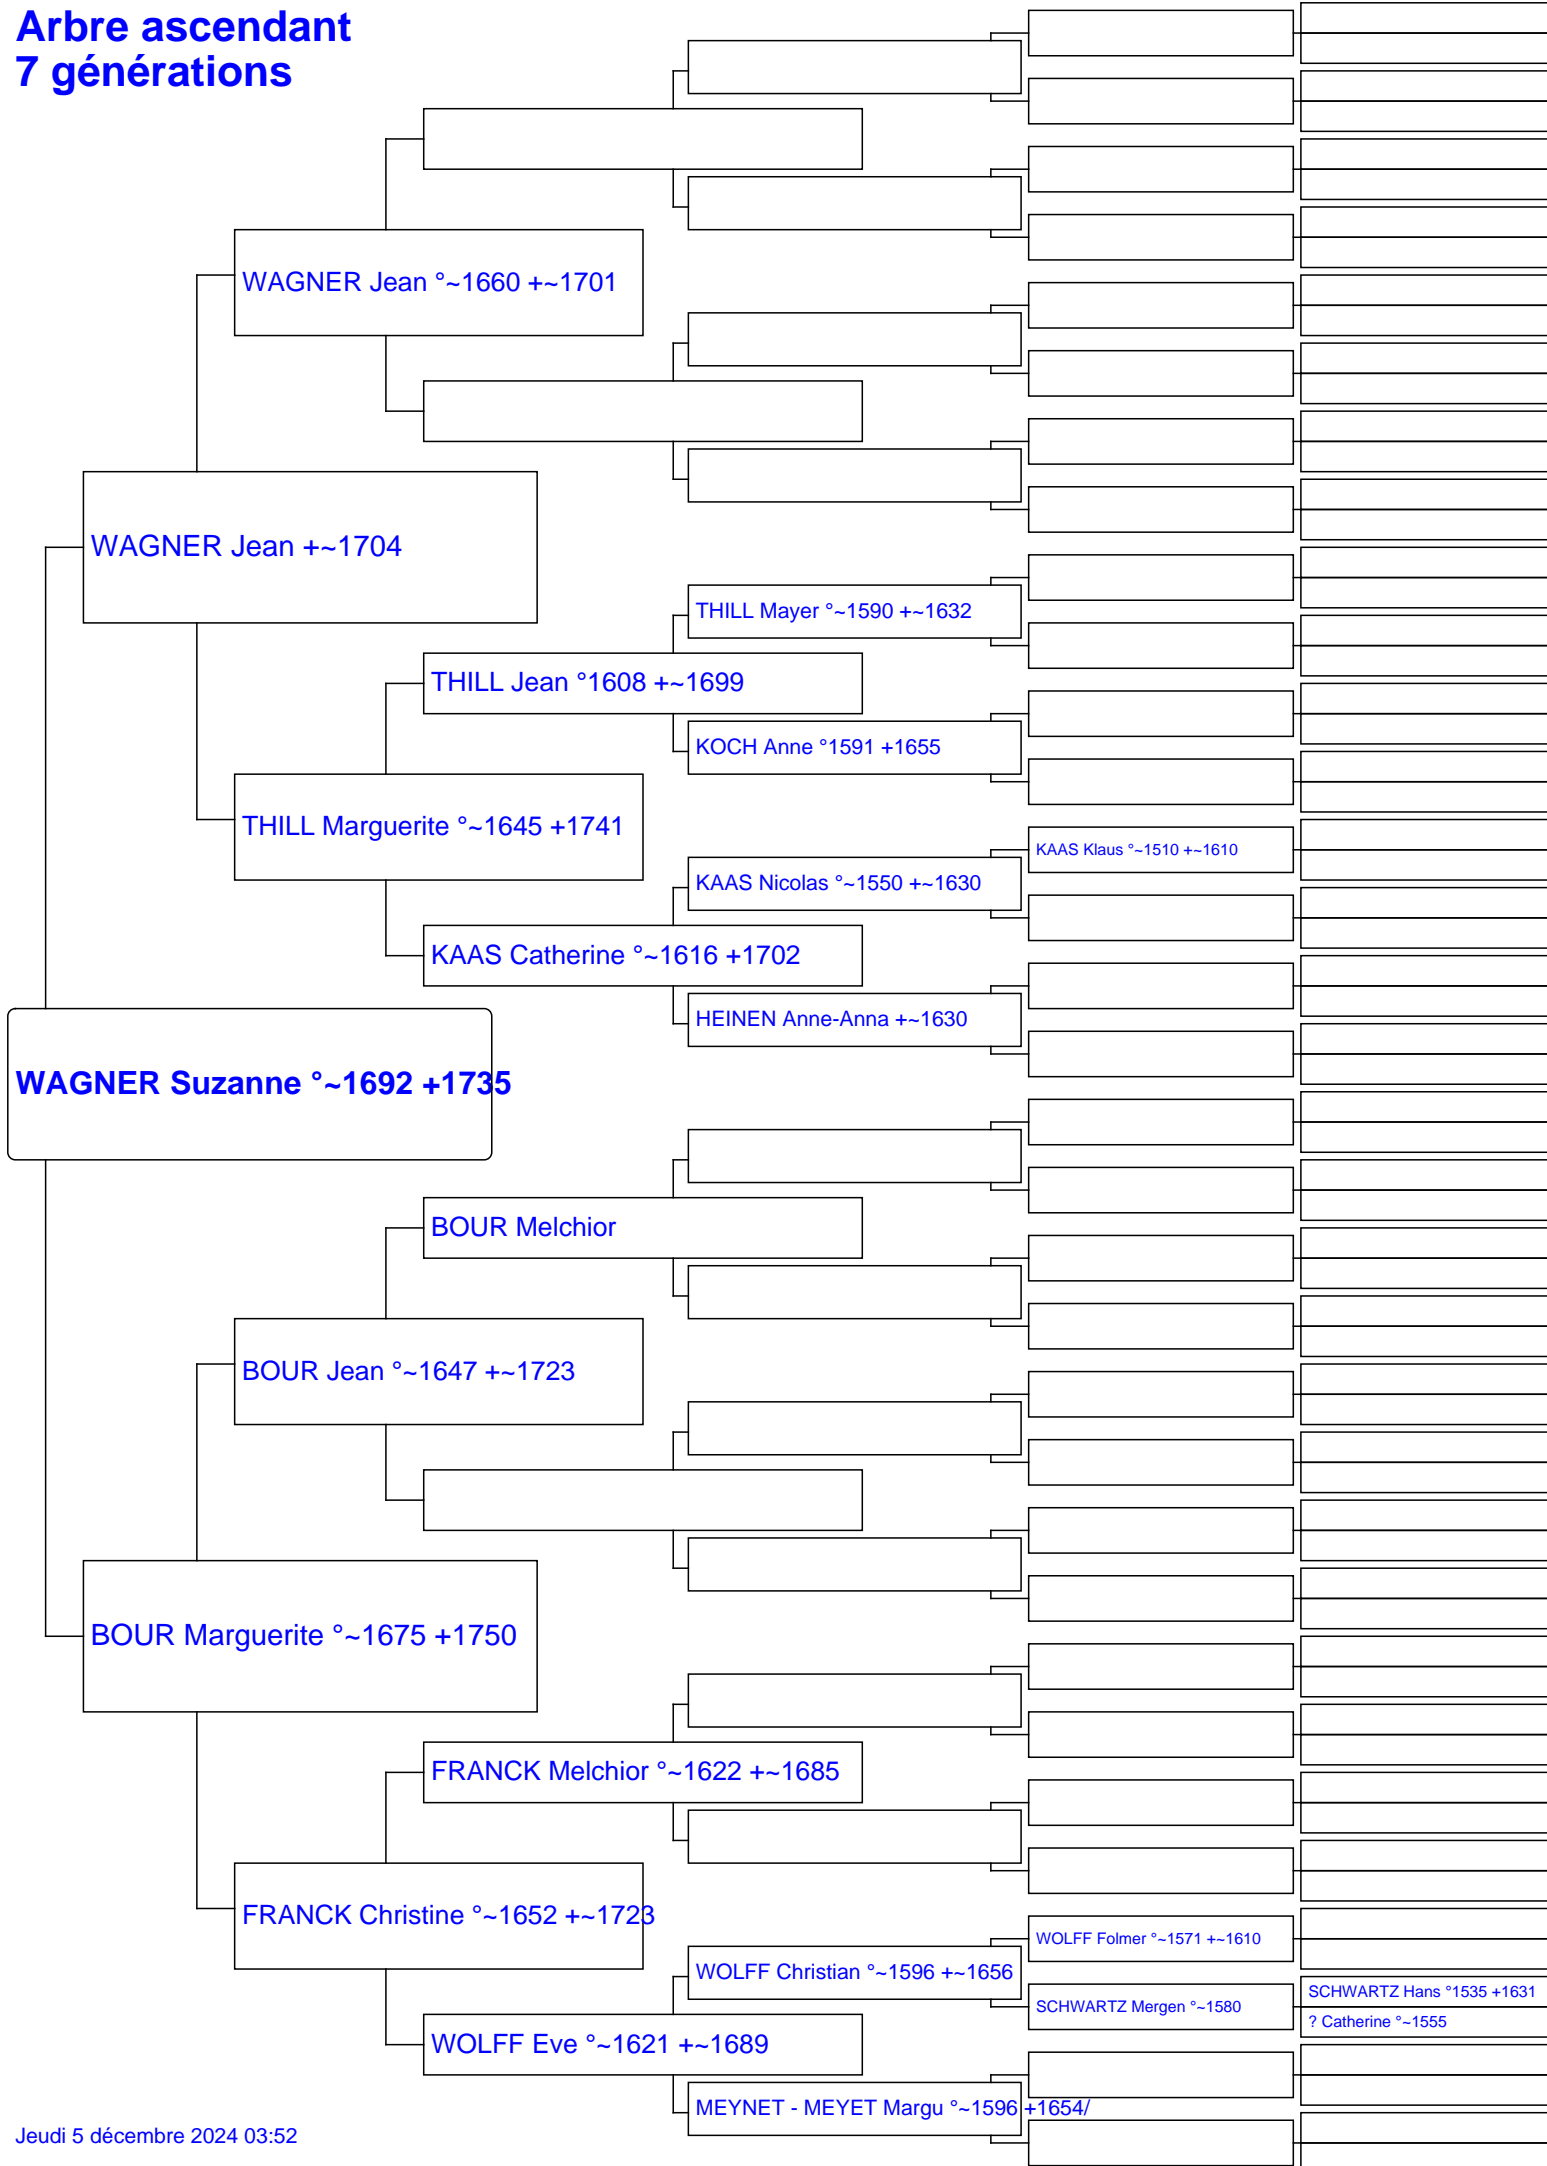 Arbre ascendant
7 générations
WAGNER Jean °~1660 +~1701
WAGNER Jean +~1704
THILL Mayer °~1590 +~1632
THILL Jean °1608 +~1699
KOCH Anne °1591 +1655
THILL Marguerite °~1645 +1741
KAAS Klaus °~1510 +~1610
KAAS Nicolas °~1550 +~1630
KAAS Catherine °~1616 +1702
HEINEN Anne-Anna +~1630
WAGNER Suzanne °~1692 +1735
BOUR Melchior
BOUR Jean °~1647 +~1723
BOUR Marguerite °~1675 +1750
FRANCK Melchior °~1622 +~1685
FRANCK Christine °~1652 +~1723
WOLFF Folmer °~1571 +~1610
WOLFF Christian °~1596 +~1656
SCHWARTZ Hans °1535 +1631
SCHWARTZ Mergen °~1580
? Catherine °~1555
WOLFF Eve °~1621 +~1689
MEYNET - MEYET Margu °~1596 +1654/
Jeudi 5 décembre 2024 03:52